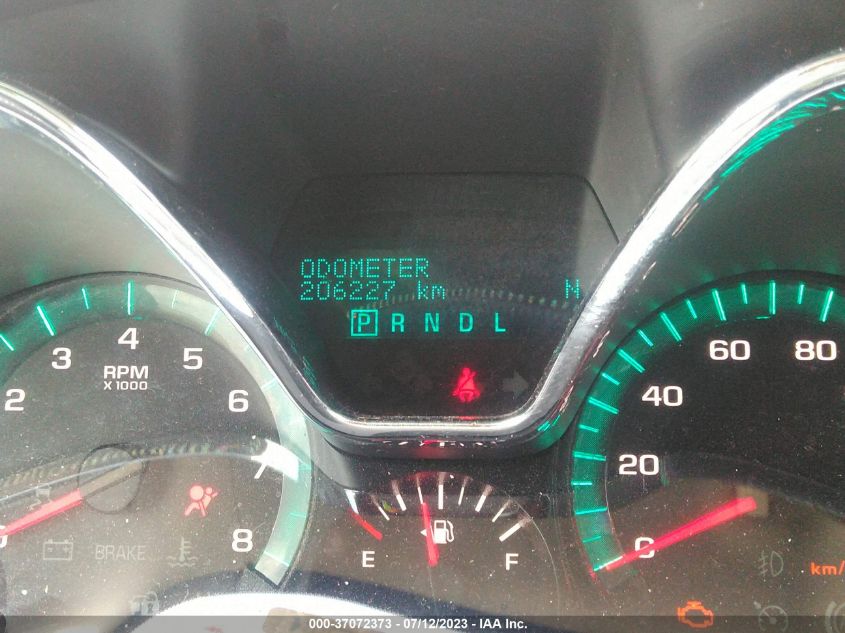 ODOMETER
206227 km N
P R N D L
2 3 4 5 6 7 8
RPM
X 1000
BRAKE
E F
0 20 40 60 80
km/
000-37072373 - 07/12/2023 - IAA Inc.